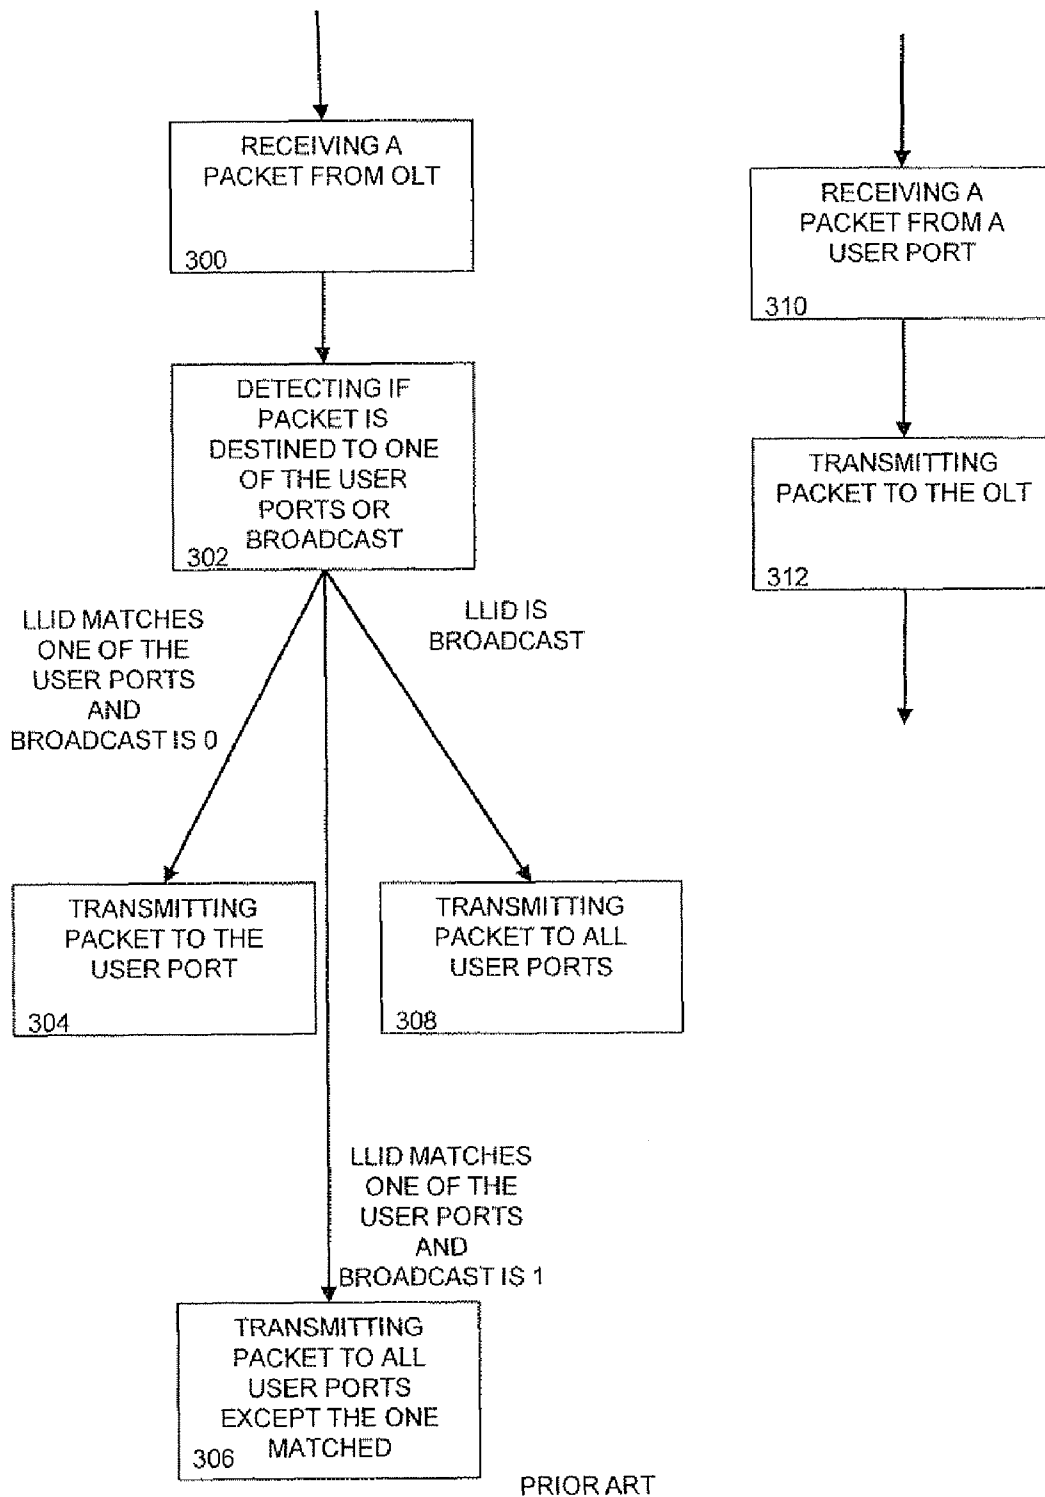 RECEIVING A
PACKET FROM OLT
300
DETECTING IF
PACKET IS
DESTINED TO ONE
OF THE USER
PORTS OR
BROADCAST
302
LLID MATCHES
ONE OF THE
USER PORTS
AND
BROADCAST IS 0
LLID IS
BROADCAST
TRANSMITTING
PACKET TO THE
USER PORT
304
TRANSMITTING
PACKET TO ALL
USER PORTS
308
LLID MATCHES
ONE OF THE
USER PORTS
AND
BROADCAST IS 1
TRANSMITTING
PACKET TO ALL
USER PORTS
EXCEPT THE ONE
MATCHED
306
RECEIVING A
PACKET FROM A
USER PORT
310
TRANSMITTING
PACKET TO THE OLT
312
PRIOR ART